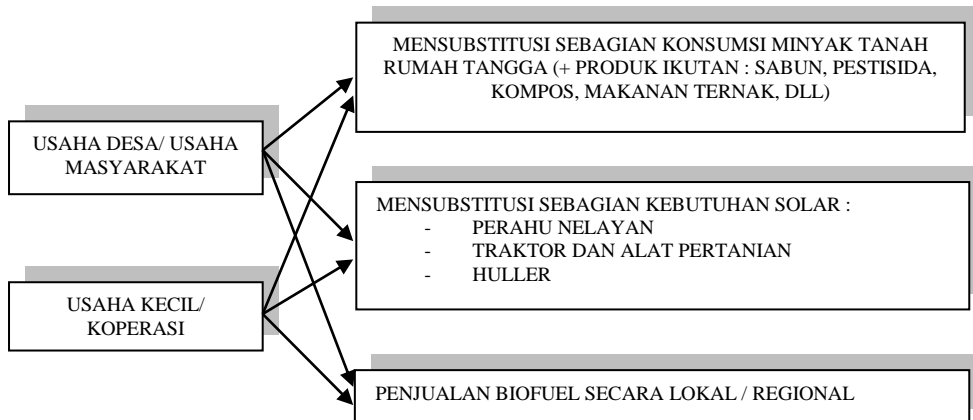 MENSUBSTITUSI SEBAGIAN KONSUMSI MINYAK TANAH
RUMAH TANGGA (+ PRODUK IKUTAN : SABUN, PESTISIDA,
KOMPOS, MAKANAN TERNAK, DLL)
USAHA DESA/ USAHA
MASYARAKAT
MENSUBSTITUSI SEBAGIAN KEBUTUHAN SOLAR :
- PERAHU NELAYAN
- TRAKTOR DAN ALAT PERTANIAN
- HULLER
USAHA KECIL/
KOPERASI
PENJUALAN BIOFUEL SECARA LOKAL / REGIONAL